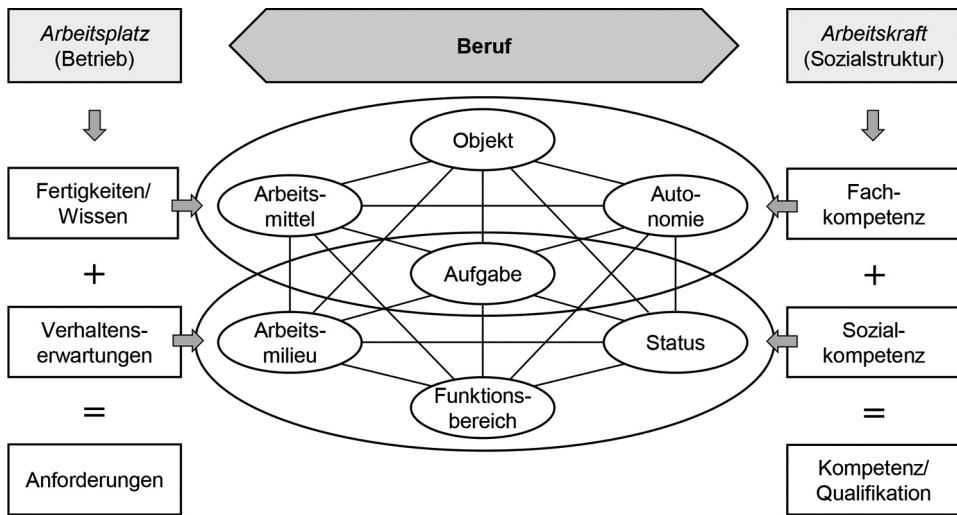 Arbeitsplatz
(Betrieb)
Beruf
Arbeitskraft
(Sozialstruktur)
Objekt
Fertigkeiten/
Wissen
Arbeits-
mittel
Auto-
nomie
Fach-
kompetenz
+
Aufgabe
+
Verhaltens-
erwartungen
Arbeits-
milieu
Status
Sozial-
kompetenz
=
Funktions-
bereich
=
Anforderungen
Kompetenz/
Qualifikation